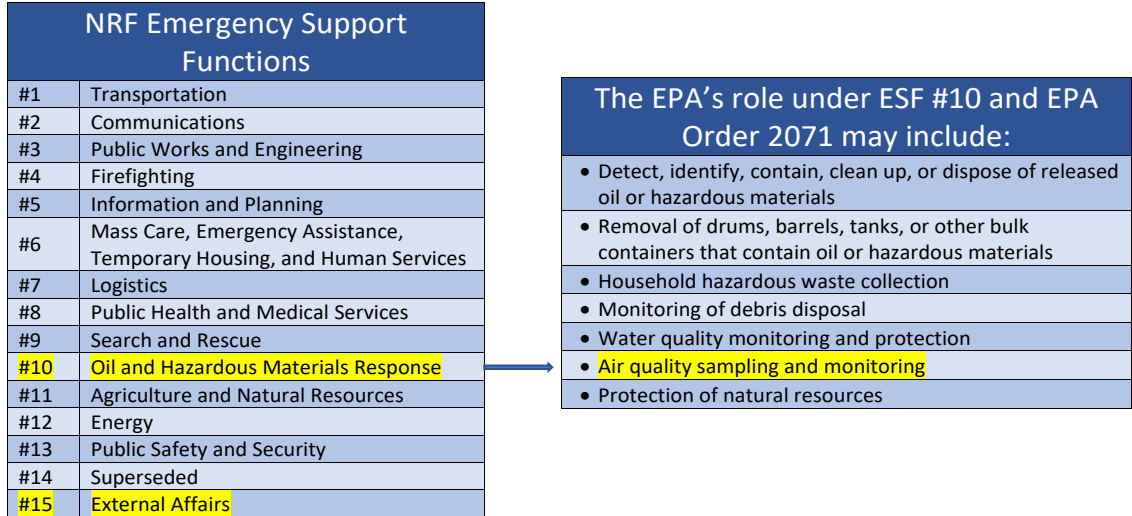 NRF Emergency Support
Functions
#1 Transportation
#2 Communications
#3 Public Works and Engineering
#4 Firefighting
#5 Information and Planning
#6 Mass Care, Emergency Assistance,
Temporary Housing, and Human Services
#7 Logistics
#8 Public Health and Medical Services
#9 Search and Rescue
#10 Oil and Hazardous Materials Response
#11 Agriculture and Natural Resources
#12 Energy
#13 Public Safety and Security
#14 Superseded
#15 External Affairs
The EPA’s role under ESF #10 and EPA
Order 2071 may include:
• Detect, identify, contain, clean up, or dispose of released
oil or hazardous materials
• Removal of drums, barrels, tanks, or other bulk
containers that contain oil or hazardous materials
• Household hazardous waste collection
• Monitoring of debris disposal
• Water quality monitoring and protection
• Air quality sampling and monitoring
• Protection of natural resources